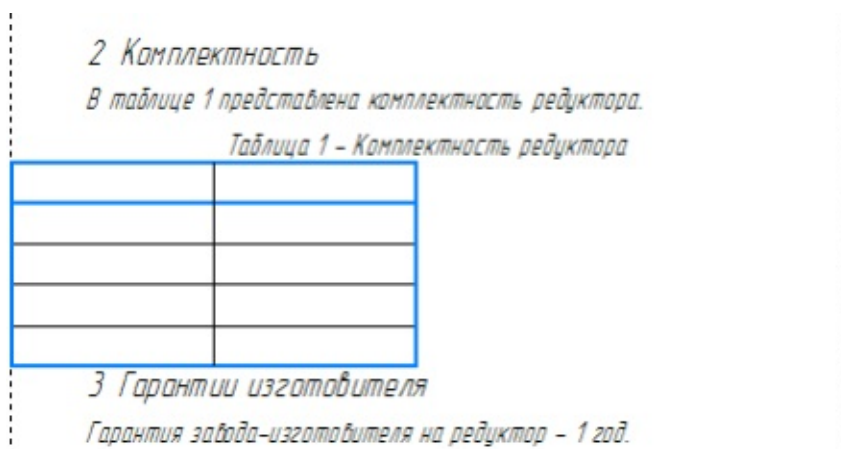 2 Комплектность
В таблице 1 представлена комплектность редуктора.
Таблица 1 – Комплектность редуктора
3 Гарантии изготовителя
Гарантия завода-изготовителя на редуктор – 1 год.